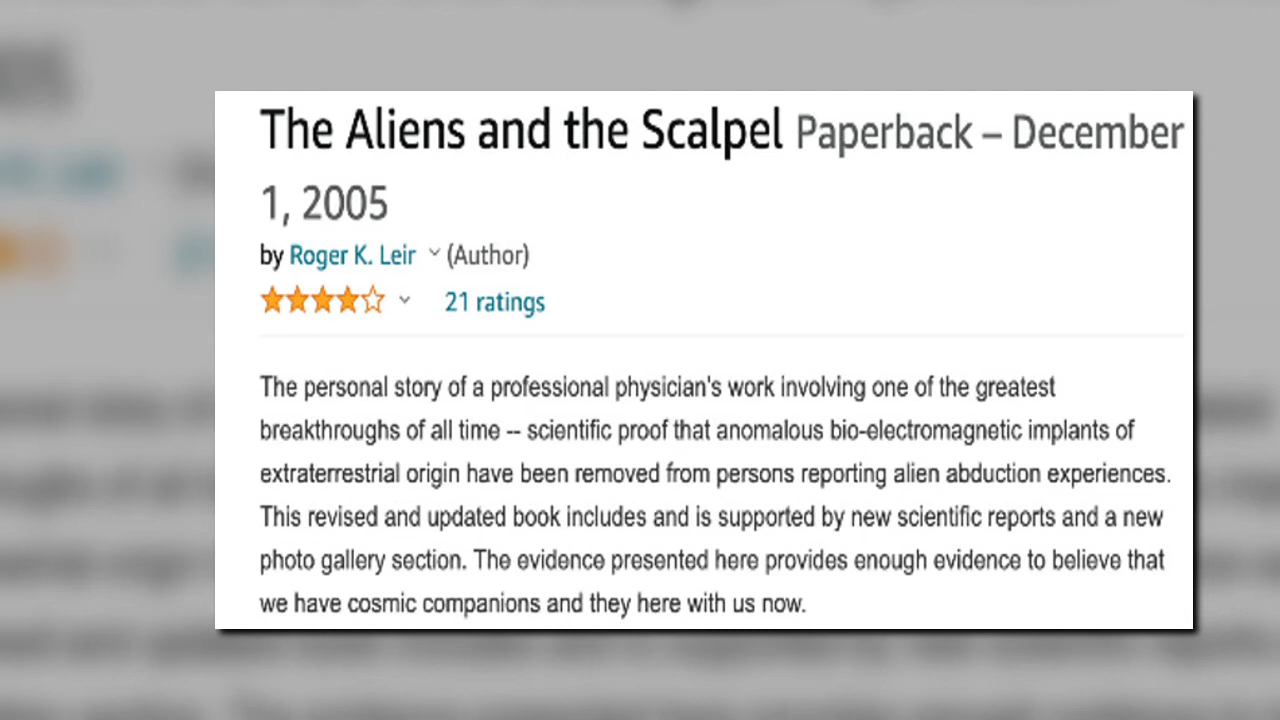 The Aliens and the Scalpel Paperback – December
1, 2005
by Roger K. Leir (Author)
21 ratings
The personal story of a professional physician's work involving one of the greatest
breakthroughs of all time -- scientific proof that anomalous bio-electromagnetic implants of
extraterrestrial origin have been removed from persons reporting alien abduction experiences.
This revised and updated book includes and is supported by new scientific reports and a new
photo gallery section. The evidence presented here provides enough evidence to believe that
we have cosmic companions and they here with us now.